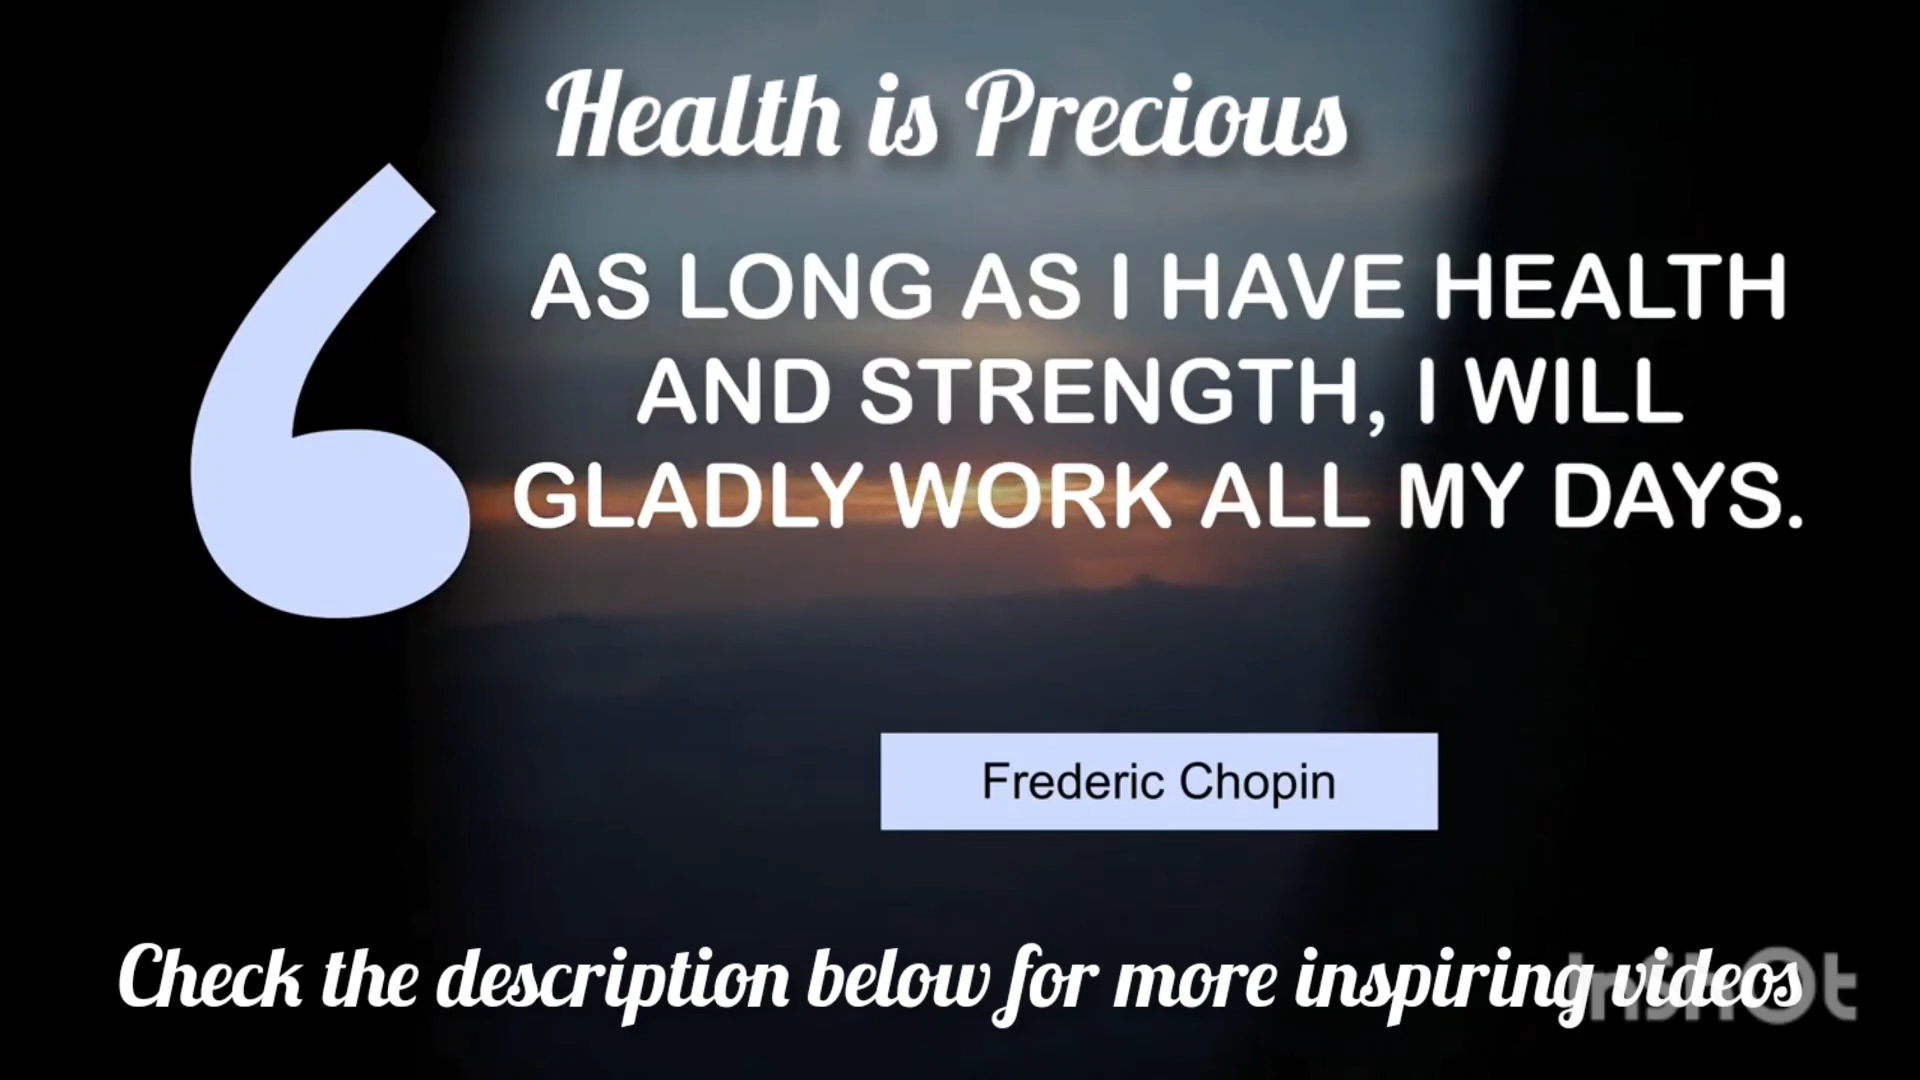 Health is Precious
AS LONG AS I HAVE HEALTH
AND STRENGTH, I WILL
GLADLY WORK ALL MY DAYS.
Frederic Chopin
Check the description below for more inspiring videos
InShOt